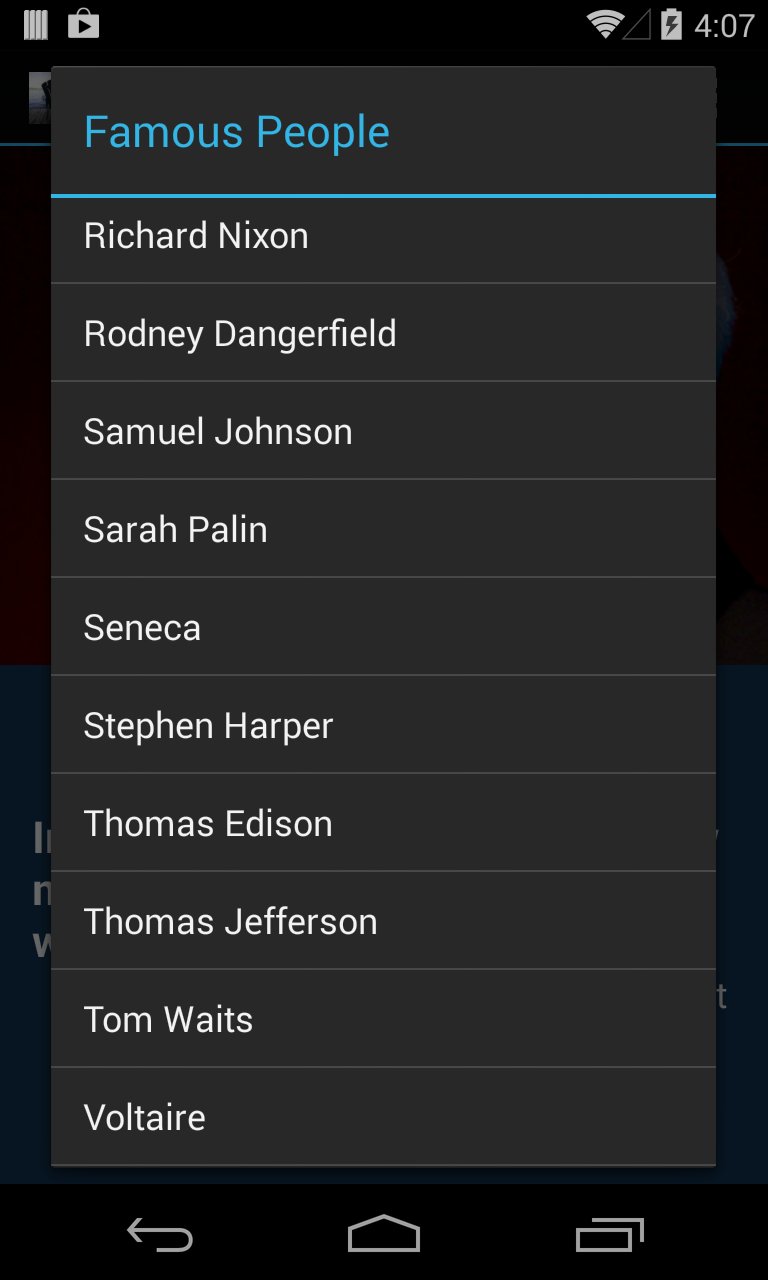 4:07
Famous People
Richard Nixon
Rodney Dangerfield
Samuel Johnson
Sarah Palin
Seneca
Stephen Harper
Thomas Edison
Thomas Jefferson
Tom Waits
Voltaire